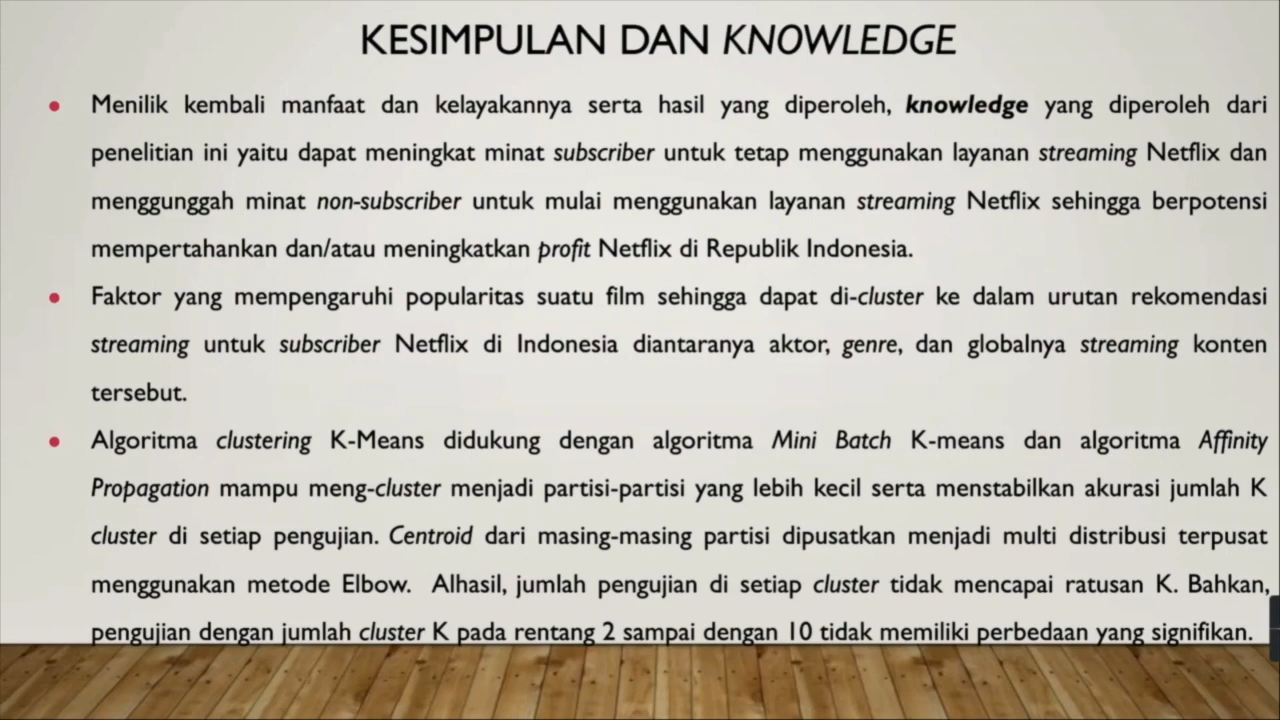 KESIMPULAN DAN KNOWLEDGE
Menilik kembali manfaat dan kelayakannya serta hasil yang diperoleh, knowledge yang diperoleh dari
penelitian ini yaitu dapat meningkat minat subscriber untuk tetap menggunakan layanan streaming Netflix dan
menggunggah minat non-subscriber untuk mulai menggunakan layanan streaming Netflix sehingga berpotensi
mempertahankan dan/atau meningkatkan profit Netflix di Republik Indonesia.
Faktor yang mempengaruhi popularitas suatu film sehingga dapat di-cluster ke dalam urutan rekomendasi
streaming untuk subscriber Netflix di Indonesia diantaranya aktor, genre, dan globalnya streaming konten
tersebut.
Algoritma clustering K-Means didukung dengan algoritma Mini Batch K-means dan algoritma Affinity
Propagation mampu meng-cluster menjadi partisi-partisi yang lebih kecil serta menstabilkan akurasi jumlah K
cluster di setiap pengujian. Centroid dari masing-masing partisi dipusatkan menjadi multi distribusi terpusat
menggunakan metode Elbow. Alhasil, jumlah pengujian di setiap cluster tidak mencapai ratusan K. Bahkan,
pengujian dengan jumlah cluster K pada rentang 2 sampai dengan 10 tidak memiliki perbedaan yang signifikan.